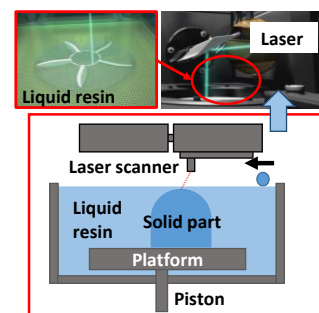 Laser
Liquid resin
Laser scanner
Liquid
resin
Solid part
Platform
Piston